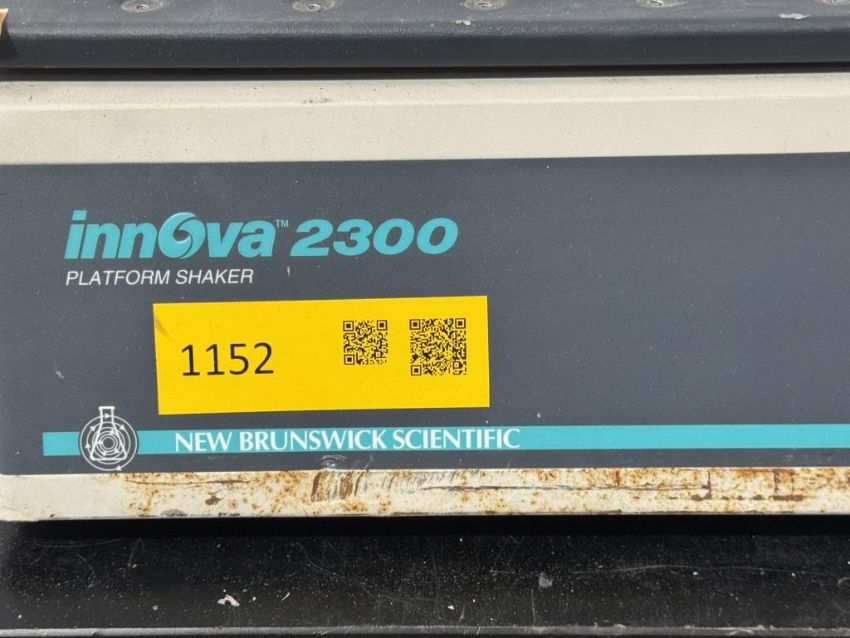 innova™ 2300
PLATFORM SHAKER
1152
NEW BRUNSWICK SCIENTIFIC